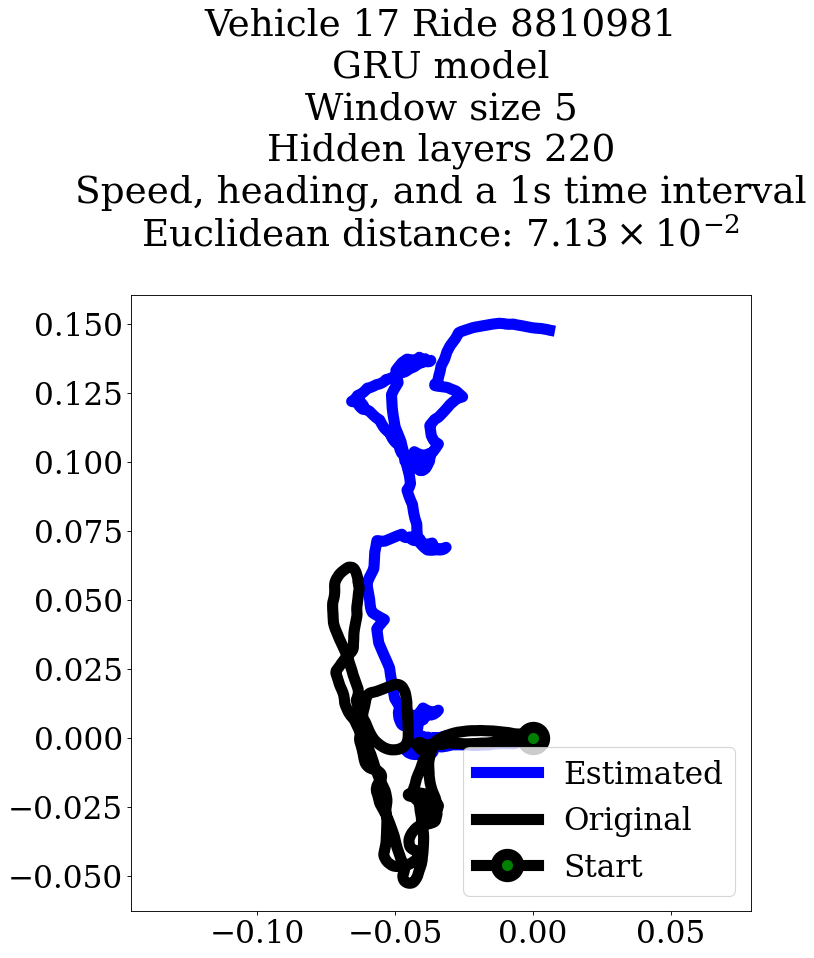 Vehicle 17 Ride 8810981
GRU model
Window size 5
Hidden layers 220
Speed, heading, and a 1s time interval
Euclidean distance: 7.13 × 10⁻²
0.150
0.125
0.100
0.075
0.050
0.025
0.000
−0.025
−0.050
Estimated
Original
Start
−0.10
−0.05
0.00
0.05